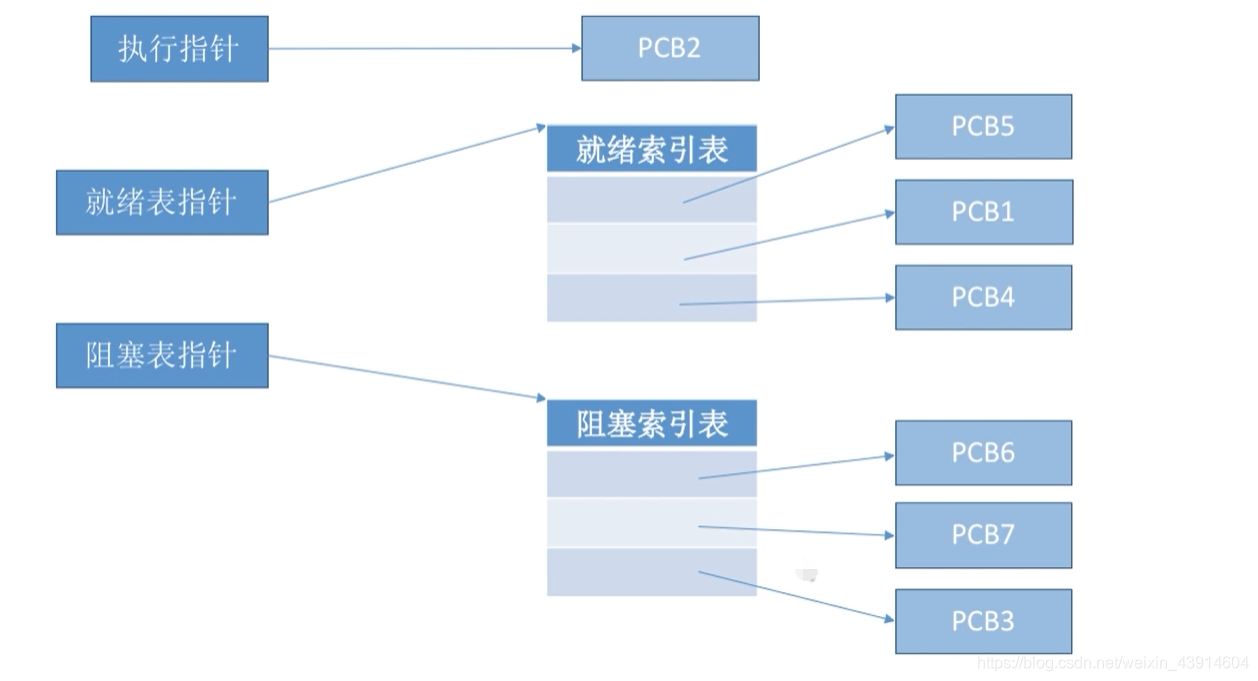 执行指针
PCB2
就绪表指针
就绪索引表
PCB5
PCB1
PCB4
阻塞表指针
阻塞索引表
PCB6
PCB7
PCB3
https://blog.csdn.net/weixin_43914604